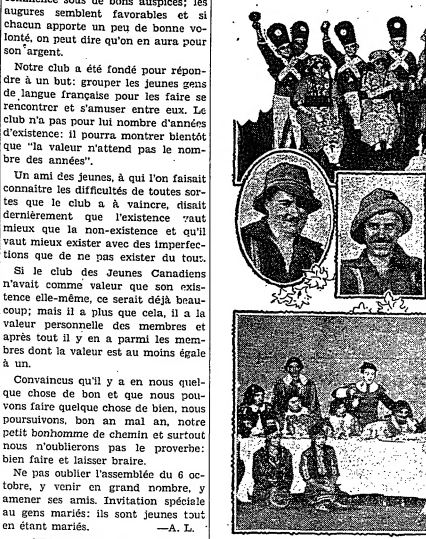 commence sous de bons auspices; les
augures semblent favorables et si
chacun apporte un peu de bonne vo-
lonté, on peut dire qu'on en aura pour
son argent.
Notre club a été fondé pour répon-
dre à un but: grouper les jeunes gens
de langue française pour les faire se
rencontrer et s'amuser entre eux. Le
club n'a pas pour lui nombre d'années
d'existence: il pourra montrer bientôt
que "la valeur n'attend pas le nom-
bre des années".
Un ami des jeunes, à qui l'on faisait
connaitre les difficultés de toutes sor-
tes que le club a à vaincre, disait
dernièrement que l'existence vaut
mieux que la non-existence et qu'il
vaut mieux exister avec des imperfec-
tions que de ne pas exister du tout.
Si le club des Jeunes Canadiens
n'avait comme valeur que son exis-
tence elle-même, ce serait déjà beau-
coup; mais il a plus que cela, il a la
valeur personnelle des membres et
après tout il y en a parmi les mem-
bres dont la valeur est au moins égale
à un.
Convaincus qu'il y a en nous quel-
que chose de bon et que nous pou-
vons faire quelque chose de bien, nous
poursuivons, bon an mal an, notre
petit bonhomme de chemin et surtout
nous n'oublierons pas le proverbe:
bien faire et laisser braire.
Ne pas oublier l'assemblée du 6 oc-
tobre, y venir en grand nombre, y
amener ses amis. Invitation spéciale
au gens mariés: ils sont jeunes tout
en étant mariés. —A. L.